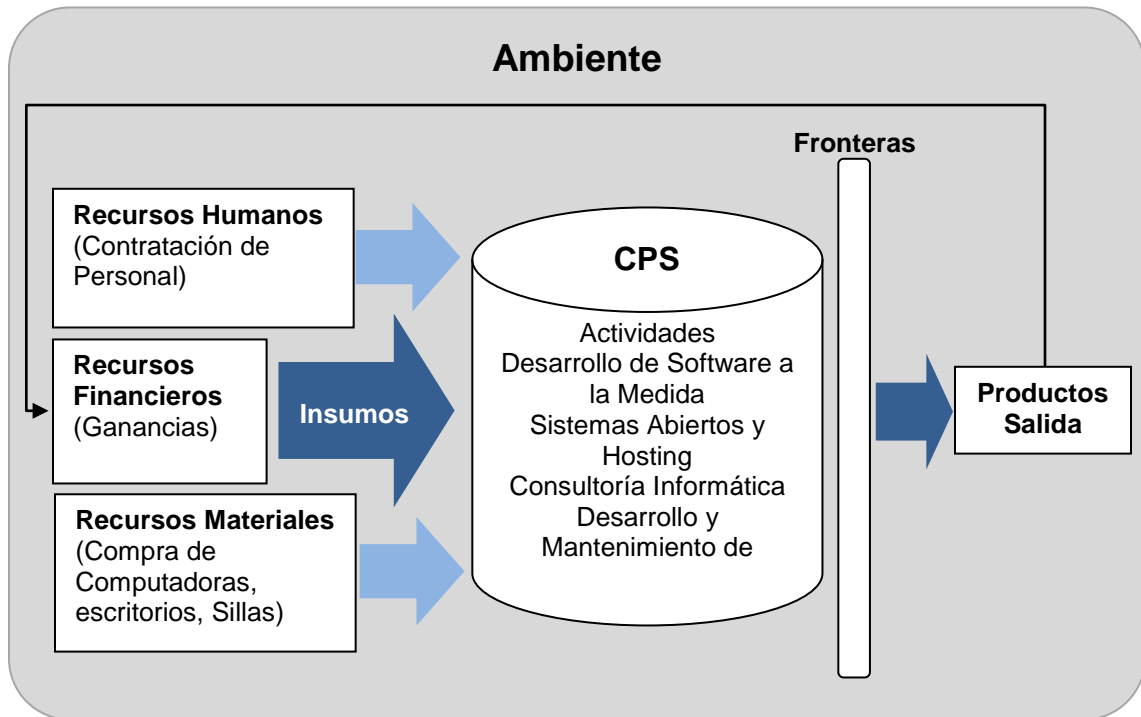 Ambiente
Fronteras
Recursos Humanos
(Contratación de
Personal)
Recursos
Financieros
(Ganancias)
Insumos
Recursos Materiales
(Compra de
Computadoras,
escritorios, Sillas)
CPS
Actividades
Desarrollo de Software a
la Medida
Sistemas Abiertos y
Hosting
Consultoría Informática
Desarrollo y
Mantenimiento de
Productos
Salida